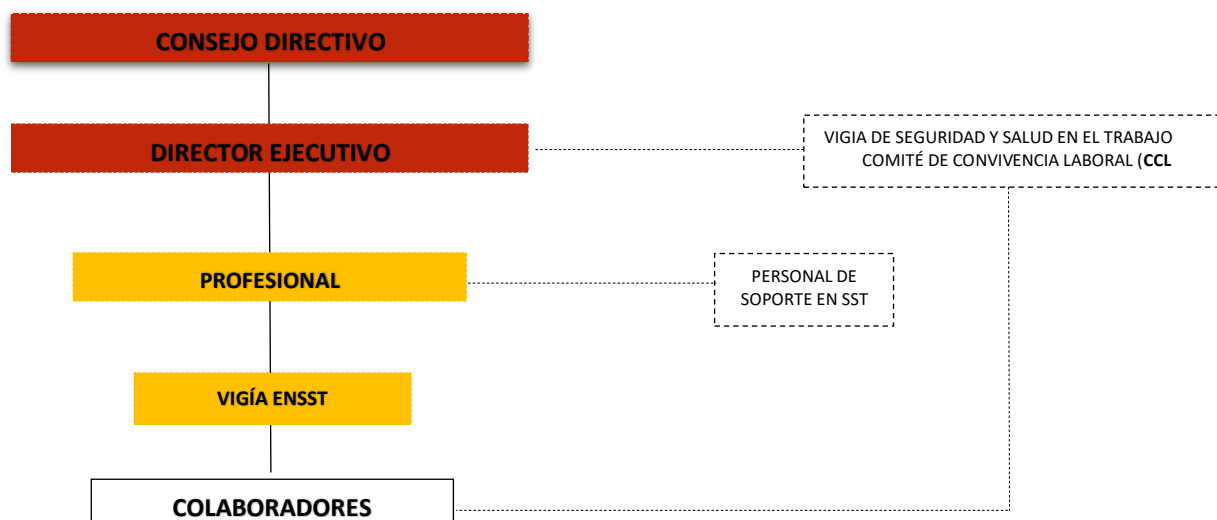 CONSEJO DIRECTIVO
DIRECTOR EJECUTIVO
VIGIA DE SEGURIDAD Y SALUD EN EL TRABAJO
COMITÉ DE CONVIVENCIA LABORAL (CCL
PROFESIONAL
PERSONAL DE
SOPORTE EN SST
VIGÍA ENSST
COLABORADORES